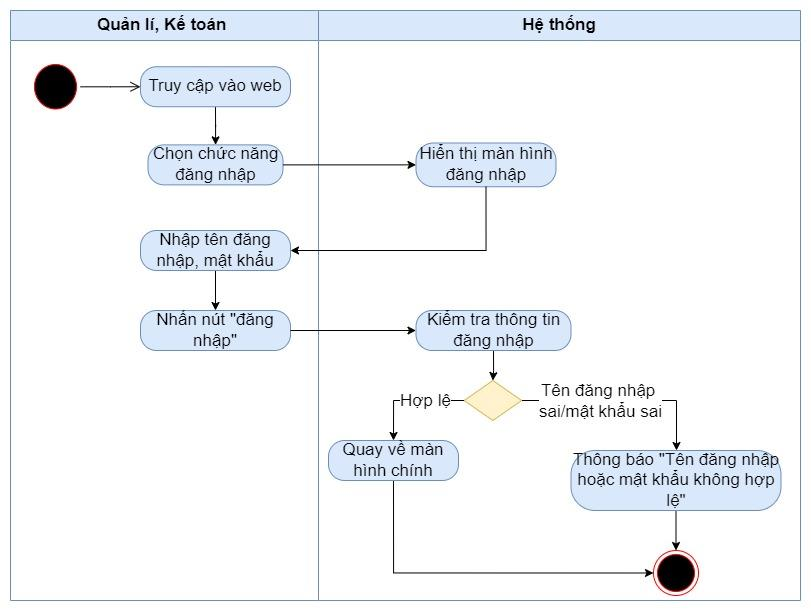 Quản lí, Kế toán
Hệ thống
Truy cập vào web
Chọn chức năng
đăng nhập
Hiển thị màn hình
đăng nhập
Nhập tên đăng
nhập, mật khẩu
Nhấn nút "đăng
nhập"
Kiểm tra thông tin
đăng nhập
Hợp lệ
Tên đăng nhập
sai/mật khẩu sai
Quay về màn
hình chính
Thông báo "Tên đăng nhập
hoặc mật khẩu không hợp
lệ"